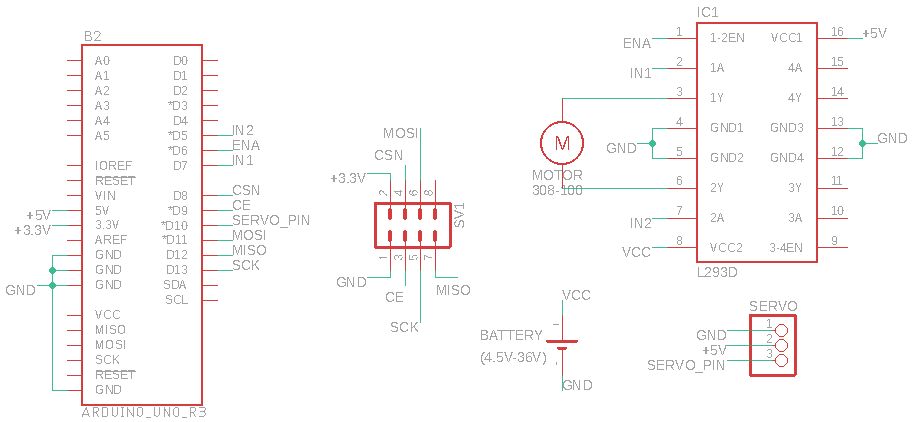 B2
A0
A1
A2
A3
A4
A5
IOREF
RESET
VIN
5V
3.3V
AREF
GND
GND
GND
VCC
MISO
MOSI
SCK
RESET
GND
D0
D1
D2
*D3
D4
*D5
*D6
D7
D8
*D9
*D10
*D11
D12
D13
SDA
SCL
+5V
+3.3V
GND
IN2
ENA
IN1
CSN
CE
SERVO_PIN
MOSI
MISO
SCK
ARDUINO_UNO_R3
MOSI
CSN
+3.3V
2
4
6
8
SV1
1
3
5
7
GND
CE
MISO
SCK
M
MOTOR
308-100
VCC
BATTERY
(4.5V-36V)
GND
IC1
ENA
IN1
GND
IN2
VCC
1
2
3
4
5
6
7
8
1-2EN
1A
1Y
GND1
GND2
2Y
2A
VCC2
VCC1
4A
4Y
GND3
GND4
3Y
3A
3-4EN
16
15
14
13
12
11
10
9
+5V
GND
L293D
SERVO
GND
+5V
SERVO_PIN
1
2
3